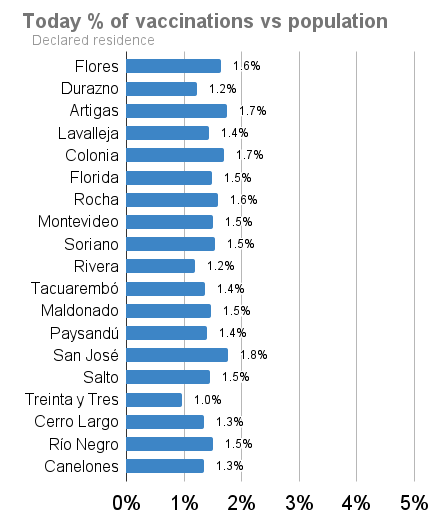 Today % of vaccinations vs population
Declared residence
Flores 1.6%
Durazno 1.2%
Artigas 1.7%
Lavalleja 1.4%
Colonia 1.7%
Florida 1.5%
Rocha 1.6%
Montevideo 1.5%
Soriano 1.5%
Rivera 1.2%
Tacuarembó 1.4%
Maldonado 1.5%
Paysandú 1.4%
San José 1.8%
Salto 1.5%
Treinta y Tres 1.0%
Cerro Largo 1.3%
Río Negro 1.5%
Canelones 1.3%
0% 1% 2% 3% 4% 5%